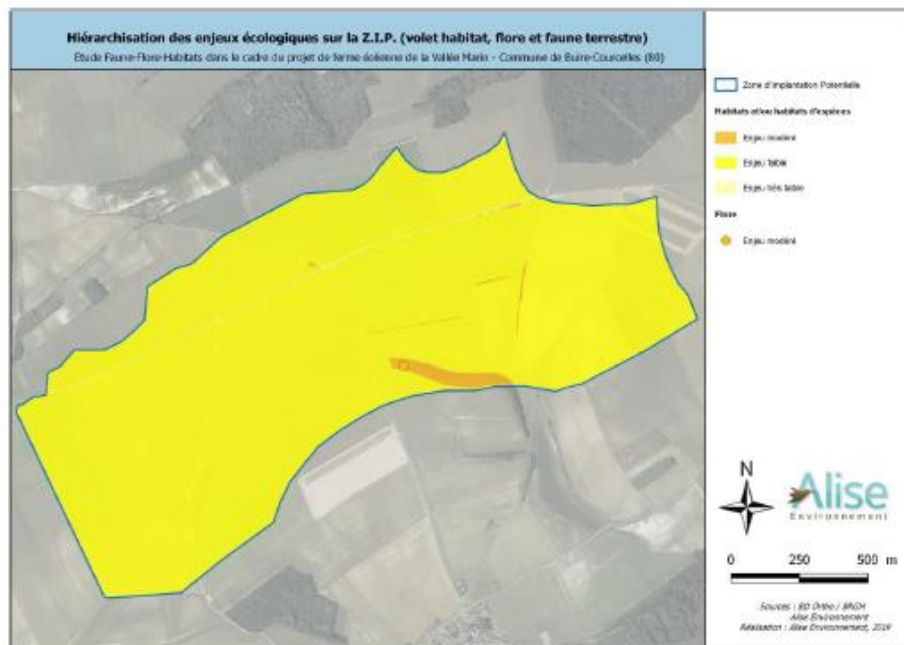 Hiérarchisation des enjeux écologiques sur la Z.I.P. (volet habitat, flore et faune terrestre)
Etude Faune-Flore-Habitats dans le cadre du projet de ferme éolienne de la Vallée Marin - Commune de Buire-Courcelles (80)
Zone d'Implantation Potentielle
Habitats et/ou habitats d'espèces
Enjeu modéré
Enjeu faible
Enjeu très faible
Flore
Enjeu modéré
N
Alise
Environnement
0 250 500 m
Sources : BD Ortho / BRGM
Alise Environnement
Réalisation : Alise Environnement, 2019